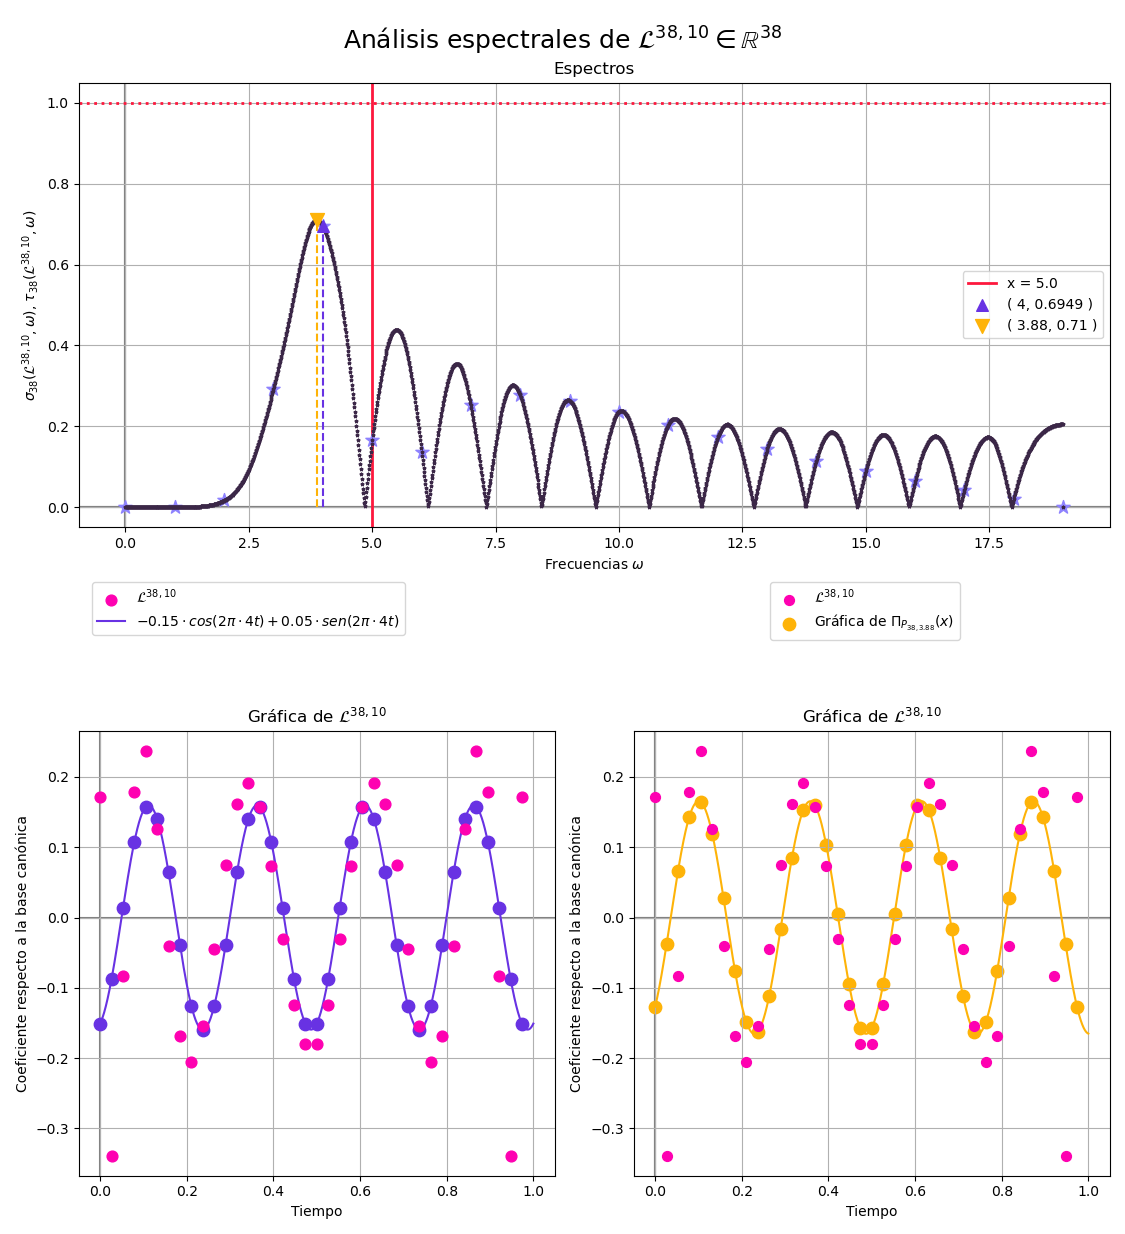 Análisis espectrales de 𝓛^{38,10} ∈ ℝ^{38}
Espectros
σ_{38}(𝓛^{38,10}, ω), τ_{38}(𝓛^{38,10}, ω)
1.0
0.8
0.6
0.4
0.2
0.0
x = 5.0
( 4, 0.6949 )
( 3.88, 0.71 )
0.0 2.5 5.0 7.5 10.0 12.5 15.0 17.5
Frecuencias ω
𝓛^{38,10}
−0.15 · cos(2π · 4t) + 0.05 · sen(2π · 4t)
𝓛^{38,10}
Gráfica de Π_{P_{38,3.88}}(x)
Gráfica de 𝓛^{38,10}
Coeficiente respecto a la base canónica
0.2
0.1
0.0
−0.1
−0.2
−0.3
0.0 0.2 0.4 0.6 0.8 1.0
Tiempo
Gráfica de 𝓛^{38,10}
Coeficiente respecto a la base canónica
0.2
0.1
0.0
−0.1
−0.2
−0.3
0.0 0.2 0.4 0.6 0.8 1.0
Tiempo